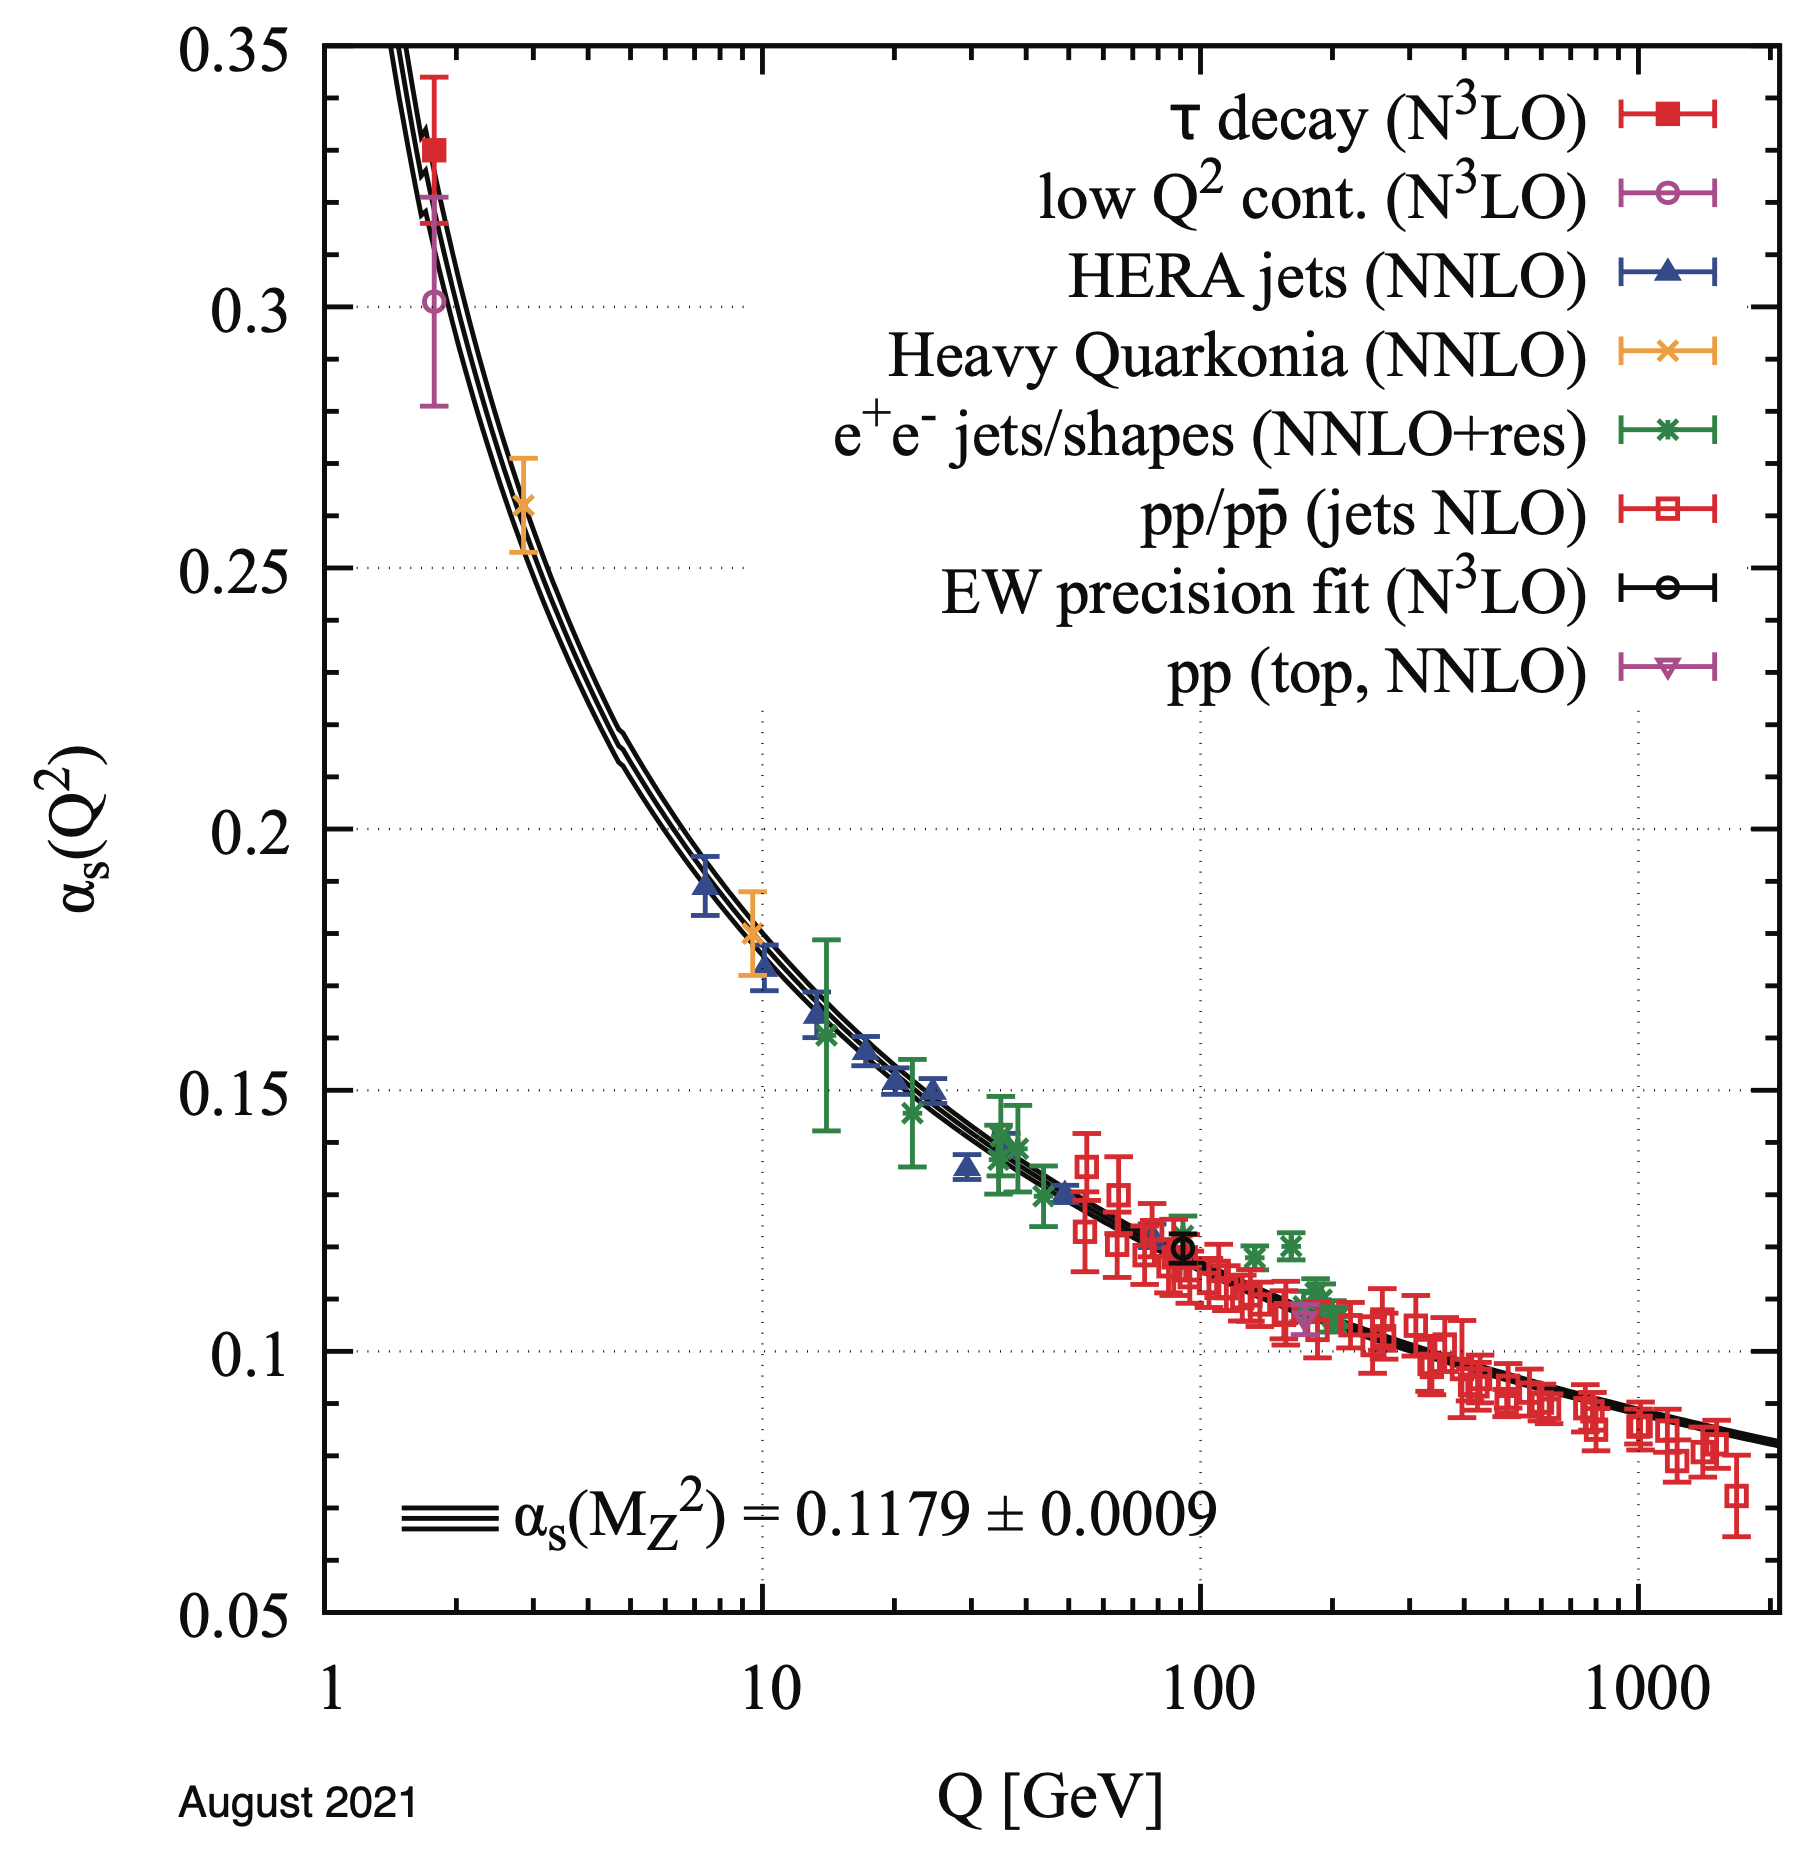 0.35
0.3
0.25
0.2
0.15
0.1
0.05
αₛ(Q²)
τ decay (N³LO)
low Q² cont. (N³LO)
HERA jets (NNLO)
Heavy Quarkonia (NNLO)
e⁺e⁻ jets/shapes (NNLO+res)
pp/pp̄ (jets NLO)
EW precision fit (N³LO)
pp (top, NNLO)
αₛ(M_Z²) = 0.1179 ± 0.0009
1 10 100 1000
Q [GeV]
August 2021